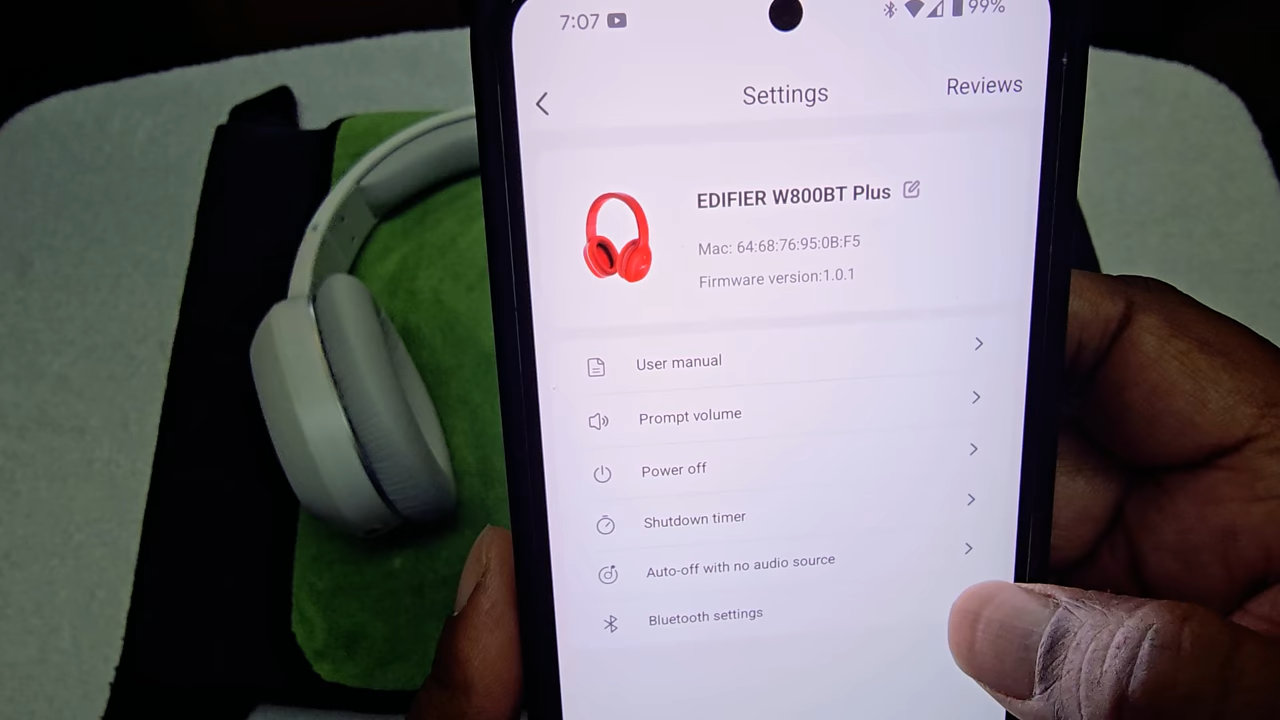 7:07
99%
Settings
Reviews
EDIFIER W800BT Plus
Mac: 64:68:76:95:0B:F5
Firmware version:1.0.1
User manual
Prompt volume
Power off
Shutdown timer
Auto-off with no audio source
Bluetooth settings